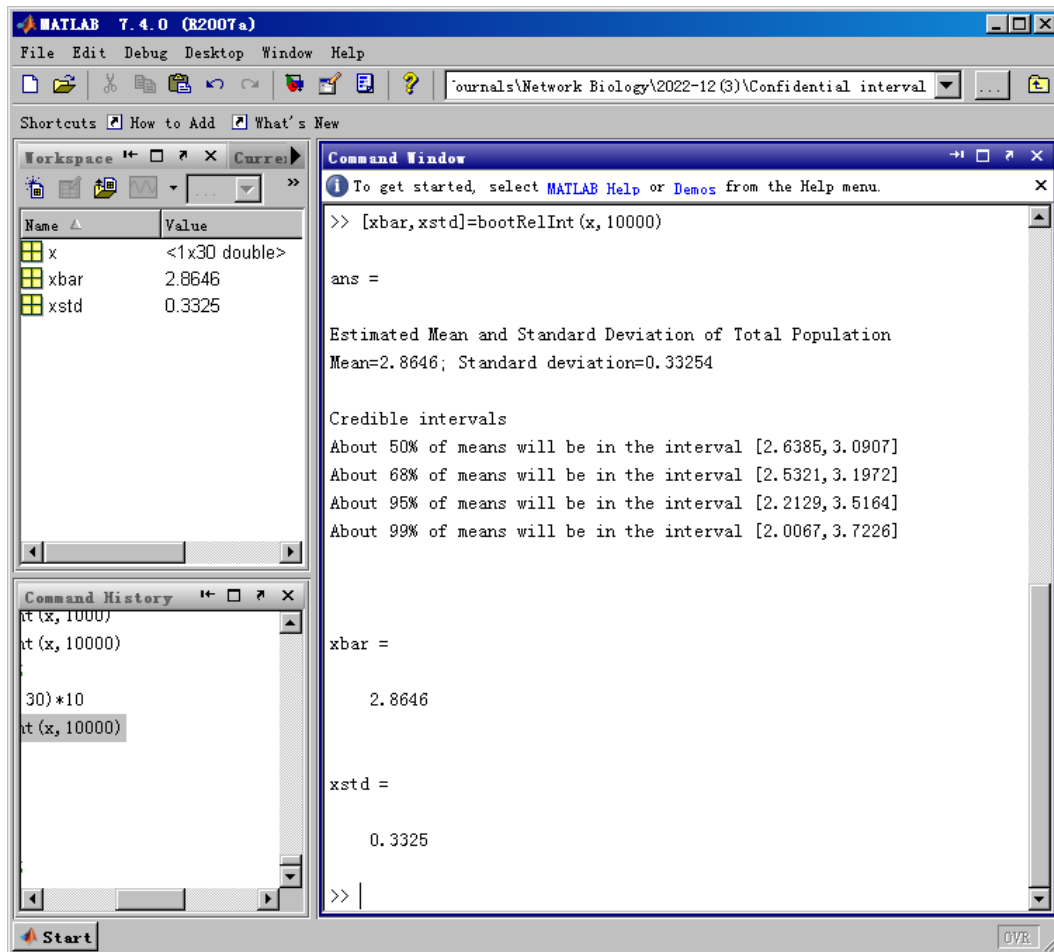 MATLAB 7.4.0 (R2007a)
File Edit Debug Desktop Window Help
? ournals\Network Biology\2022-12(3)\Confidential interval ...
Shortcuts How to Add What's New
Workspace Curre
... »
Name Value
x <1x30 double>
xbar 2.8646
xstd 0.3325
Command History
nt(x, 1000)
nt(x, 10000)
;
30)*10
nt(x, 10000)
;
Command Window
To get started, select MATLAB Help or Demos from the Help menu.
>> [xbar,xstd]=bootRelInt(x,10000)
ans =
Estimated Mean and Standard Deviation of Total Population
Mean=2.8646; Standard deviation=0.33254
Credible intervals
About 50% of means will be in the interval [2.6385,3.0907]
About 68% of means will be in the interval [2.5321,3.1972]
About 95% of means will be in the interval [2.2129,3.5164]
About 99% of means will be in the interval [2.0067,3.7226]
xbar =
2.8646
xstd =
0.3325
>>
Start
OVR